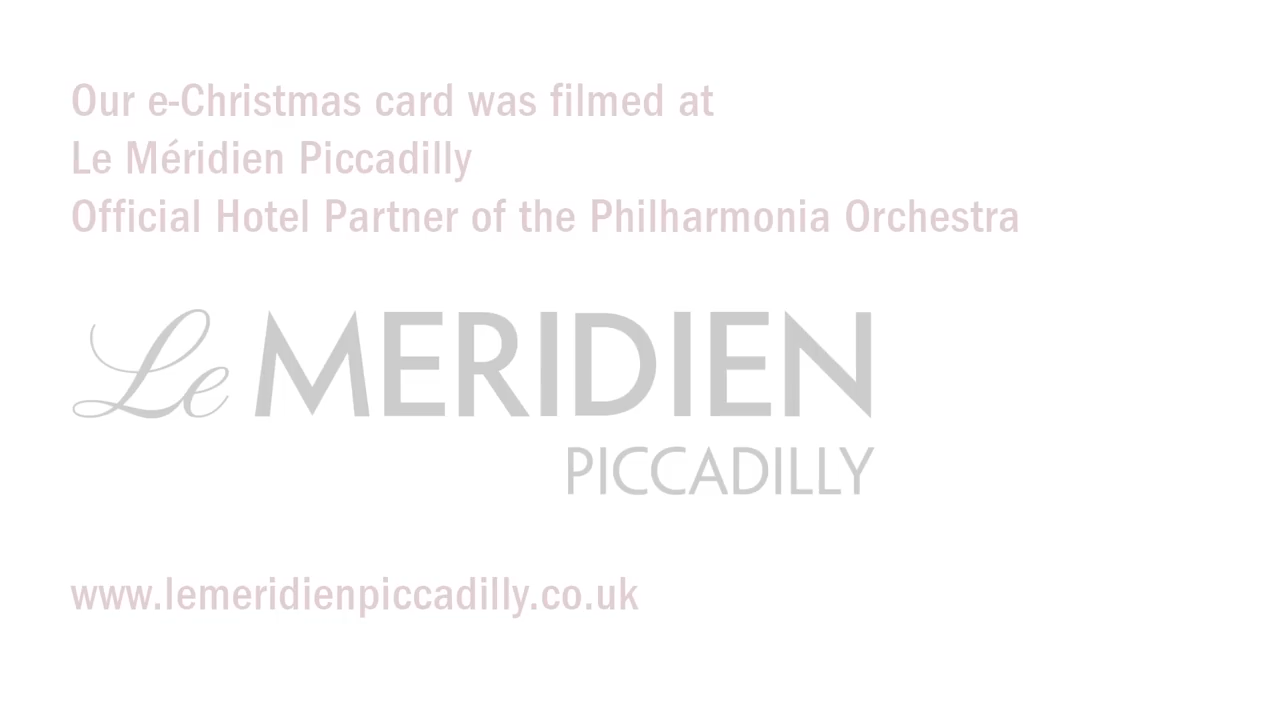 Our e-Christmas card was filmed at
Le Méridien Piccadilly
Official Hotel Partner of the Philharmonia Orchestra
Le MERIDIEN
PICCADILLY
www.lemeridienpiccadilly.co.uk